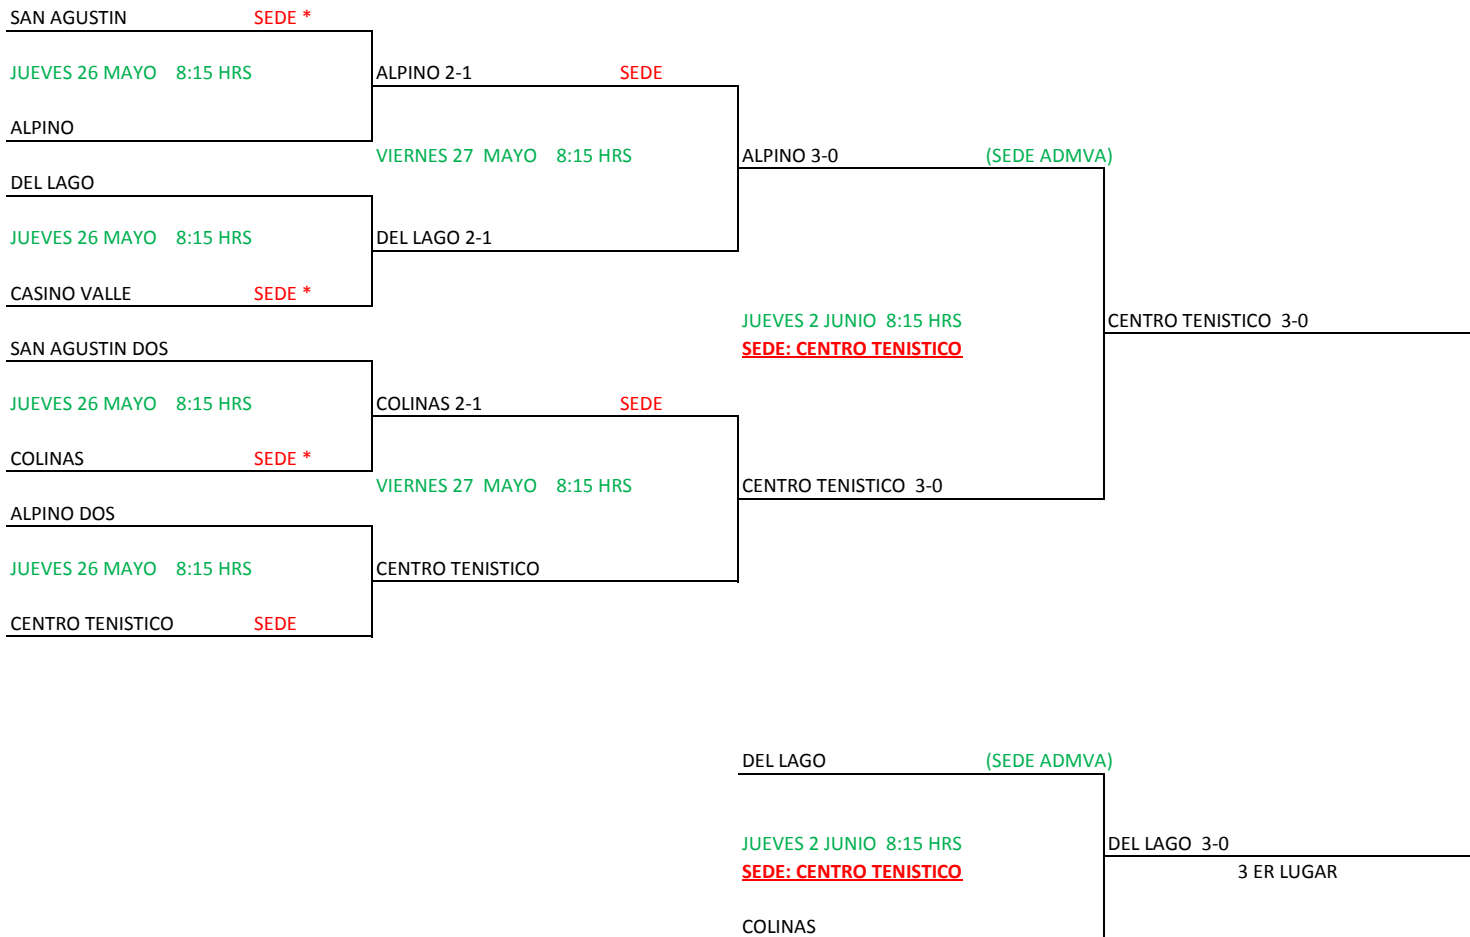 SAN AGUSTIN SEDE *
JUEVES 26 MAYO 8:15 HRS
ALPINO 2-1 SEDE
ALPINO
VIERNES 27 MAYO 8:15 HRS
ALPINO 3-0 (SEDE ADMVA)
DEL LAGO
JUEVES 26 MAYO 8:15 HRS
DEL LAGO 2-1
CASINO VALLE SEDE *
JUEVES 2 JUNIO 8:15 HRS
CENTRO TENISTICO 3-0
SAN AGUSTIN DOS
SEDE: CENTRO TENISTICO
JUEVES 26 MAYO 8:15 HRS
COLINAS 2-1 SEDE
COLINAS SEDE *
VIERNES 27 MAYO 8:15 HRS
CENTRO TENISTICO 3-0
ALPINO DOS
JUEVES 26 MAYO 8:15 HRS
CENTRO TENISTICO
CENTRO TENISTICO SEDE
DEL LAGO (SEDE ADMVA)
JUEVES 2 JUNIO 8:15 HRS
DEL LAGO 3-0
SEDE: CENTRO TENISTICO
3 ER LUGAR
COLINAS